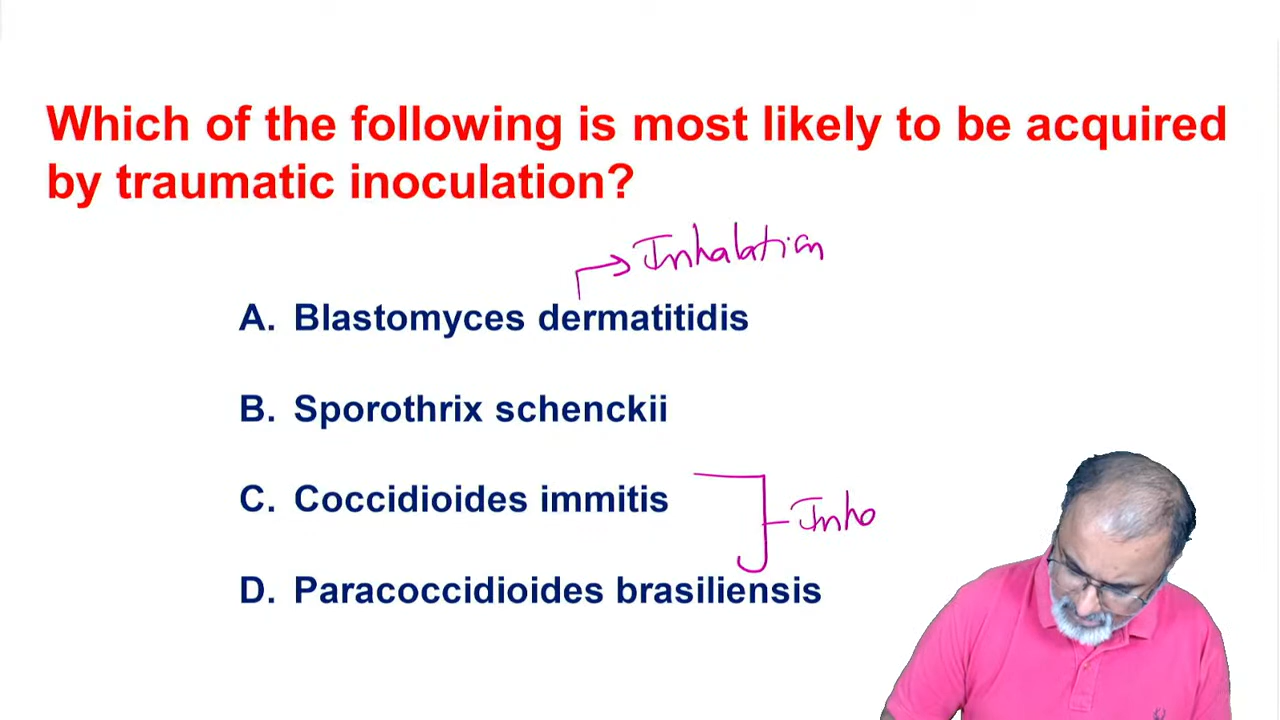 Which of the following is most likely to be acquired
by traumatic inoculation?
Inhalation
A. Blastomyces dermatitidis
B. Sporothrix schenckii
C. Coccidioides immitis
Inho
D. Paracoccidioides brasiliensis